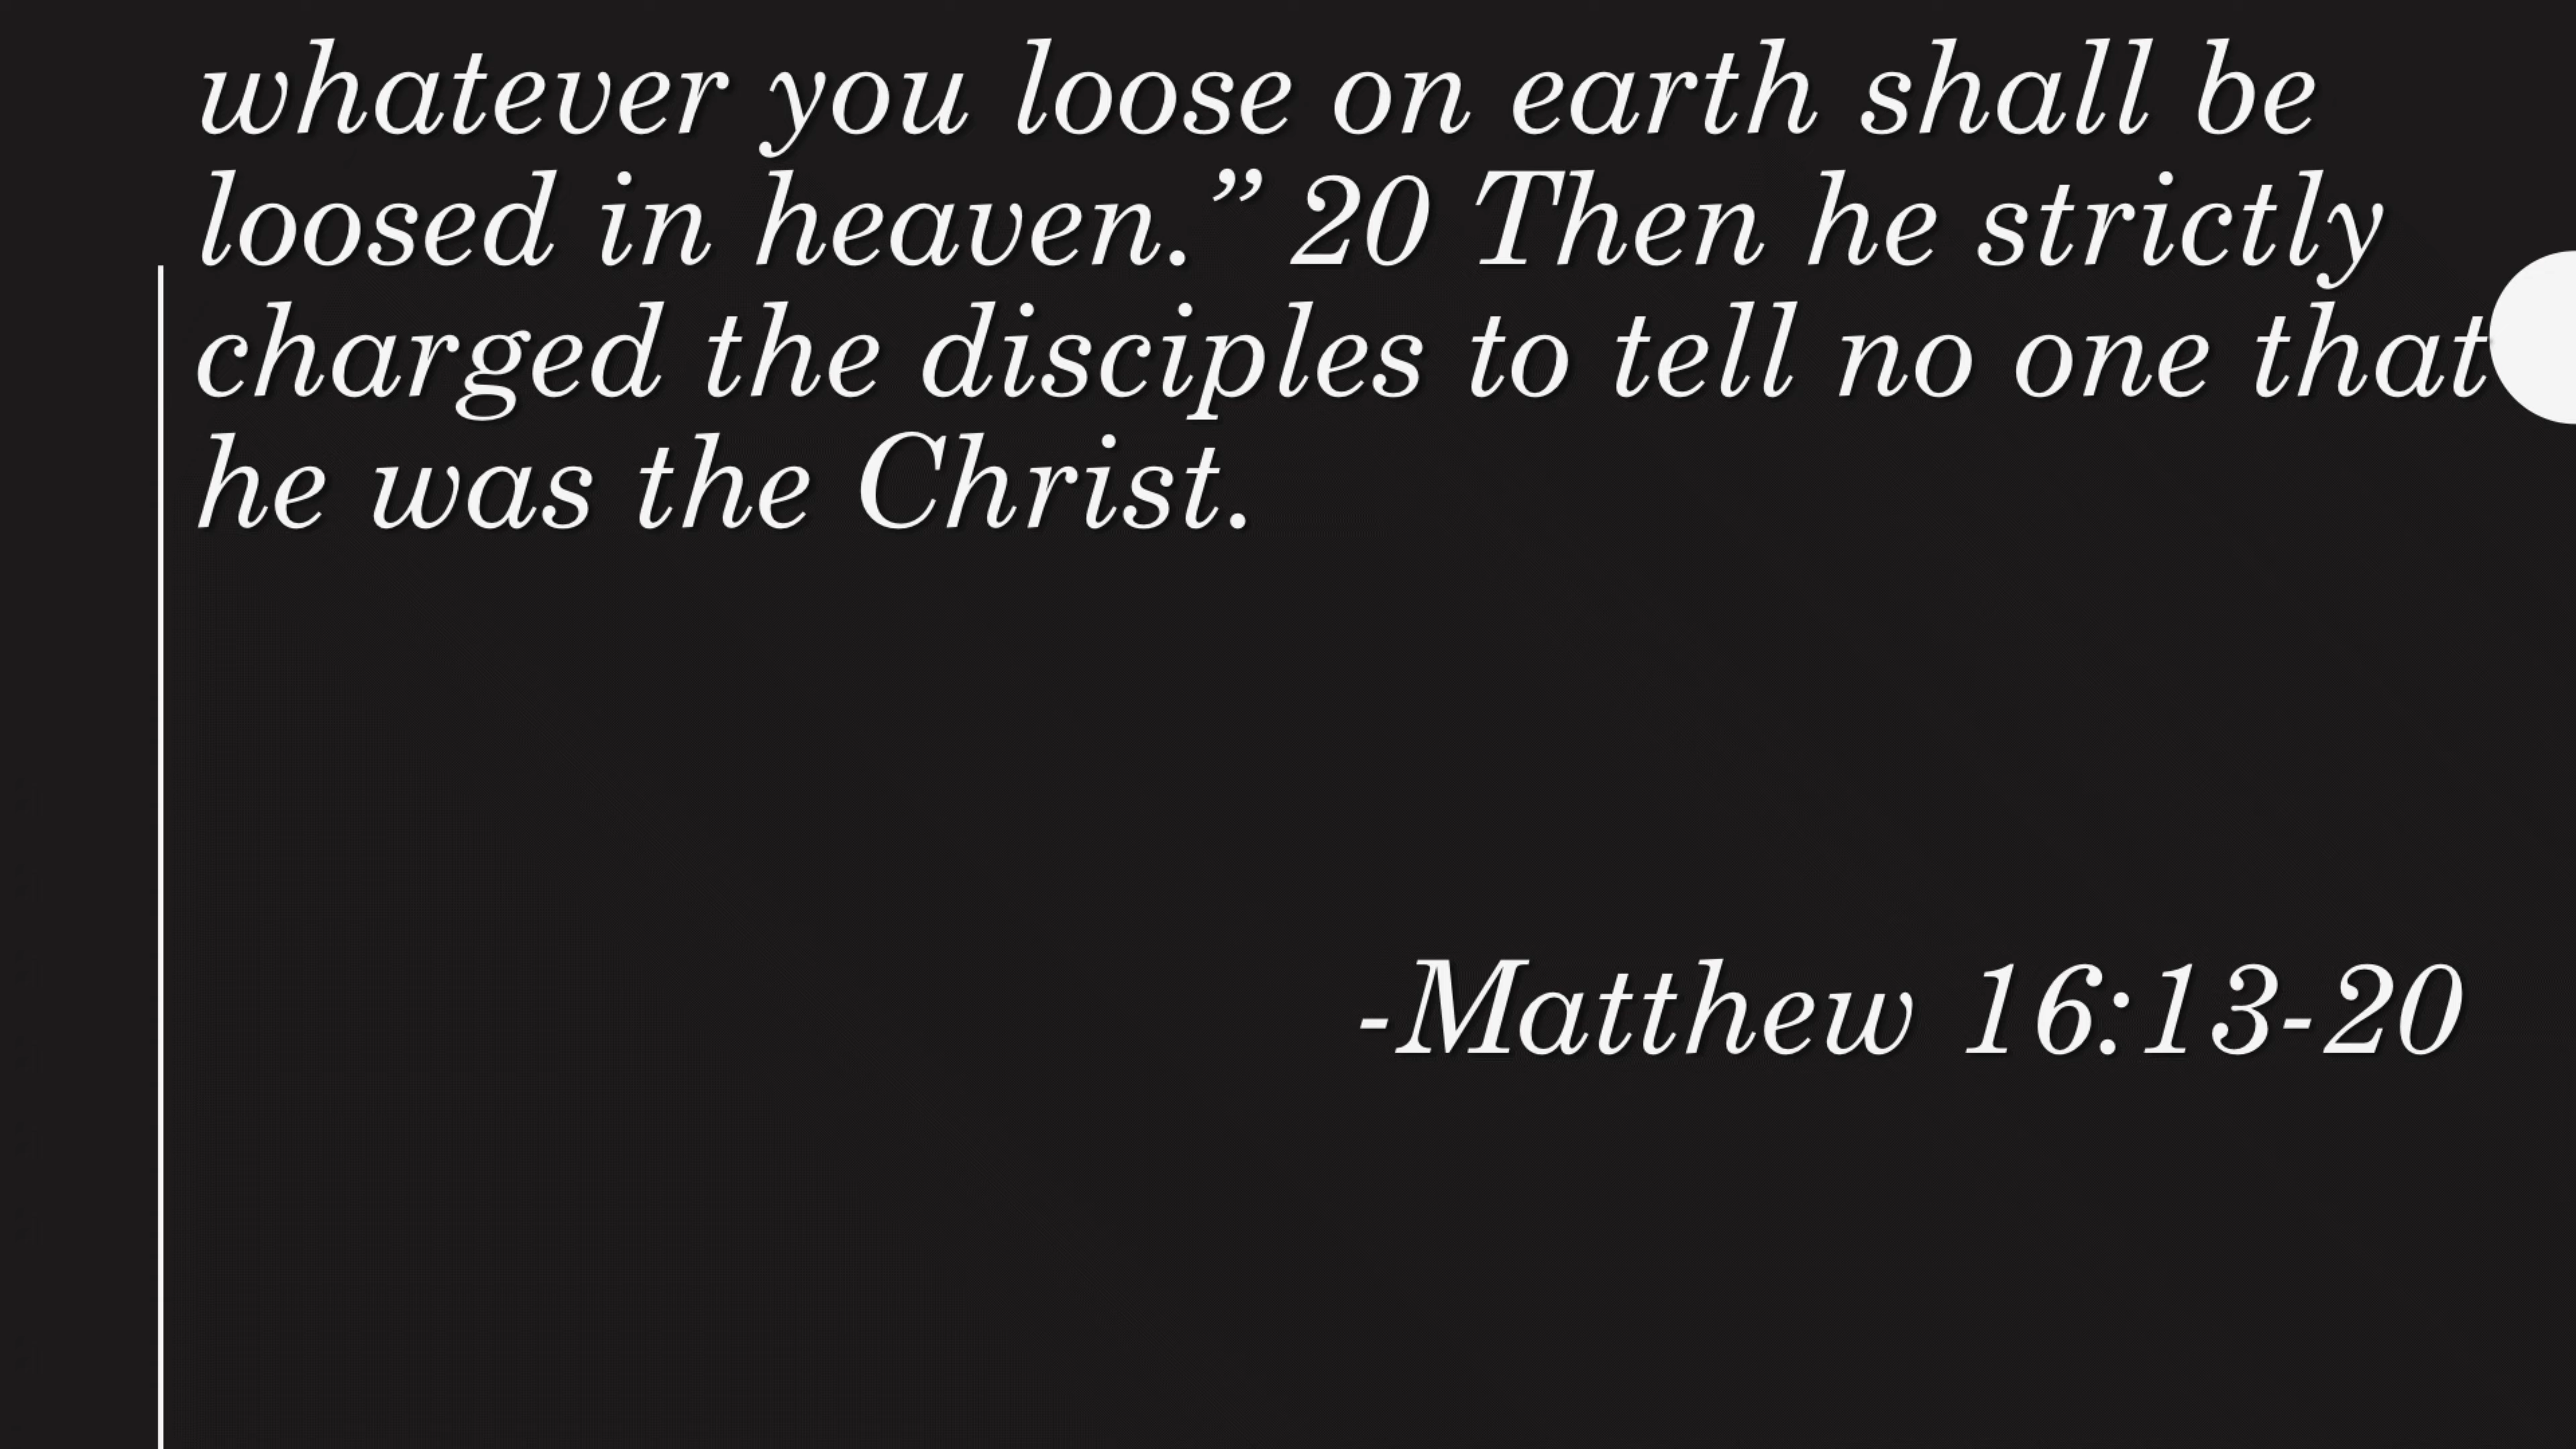 whatever you loose on earth shall be
loosed in heaven.” 20 Then he strictly
charged the disciples to tell no one that
he was the Christ.
-Matthew 16:13-20